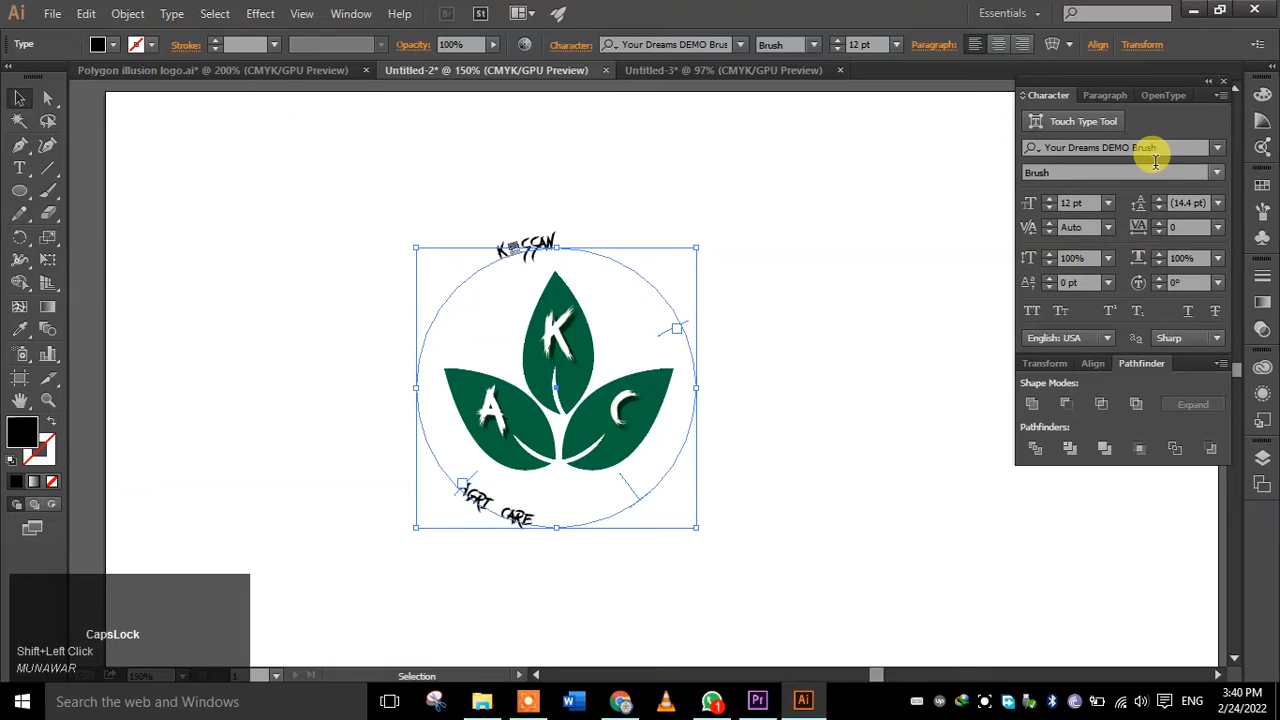 Ai File Edit Object Type Select Effect View Window Help Br St Essentials
Type Stroke: Opacity: 100% Character: Your Dreams DEMO Brus Brush 12 pt Paragraph: Align Transform
Polygon illusion logo.ai* @ 200% (CMYK/GPU Preview) × Untitled-2* @ 150% (CMYK/GPU Preview) × Untitled-3* @ 97% (CMYK/GPU Preview) ×
Character Paragraph OpenType
Touch Type Tool
Your Dreams DEMO Brush
Brush
12 pt (14.4 pt)
Auto 0
100% 100%
0 pt 0°
English: USA Sharp
Transform Align Pathfinder
Shape Modes:
Expand
Pathfinders:
K
A C
AGRI CARE
CapsLock
Shift+Left Click
MUNAWAR
150% 1 Selection
Search the web and Windows
ENG
3:40 PM
2/24/2022